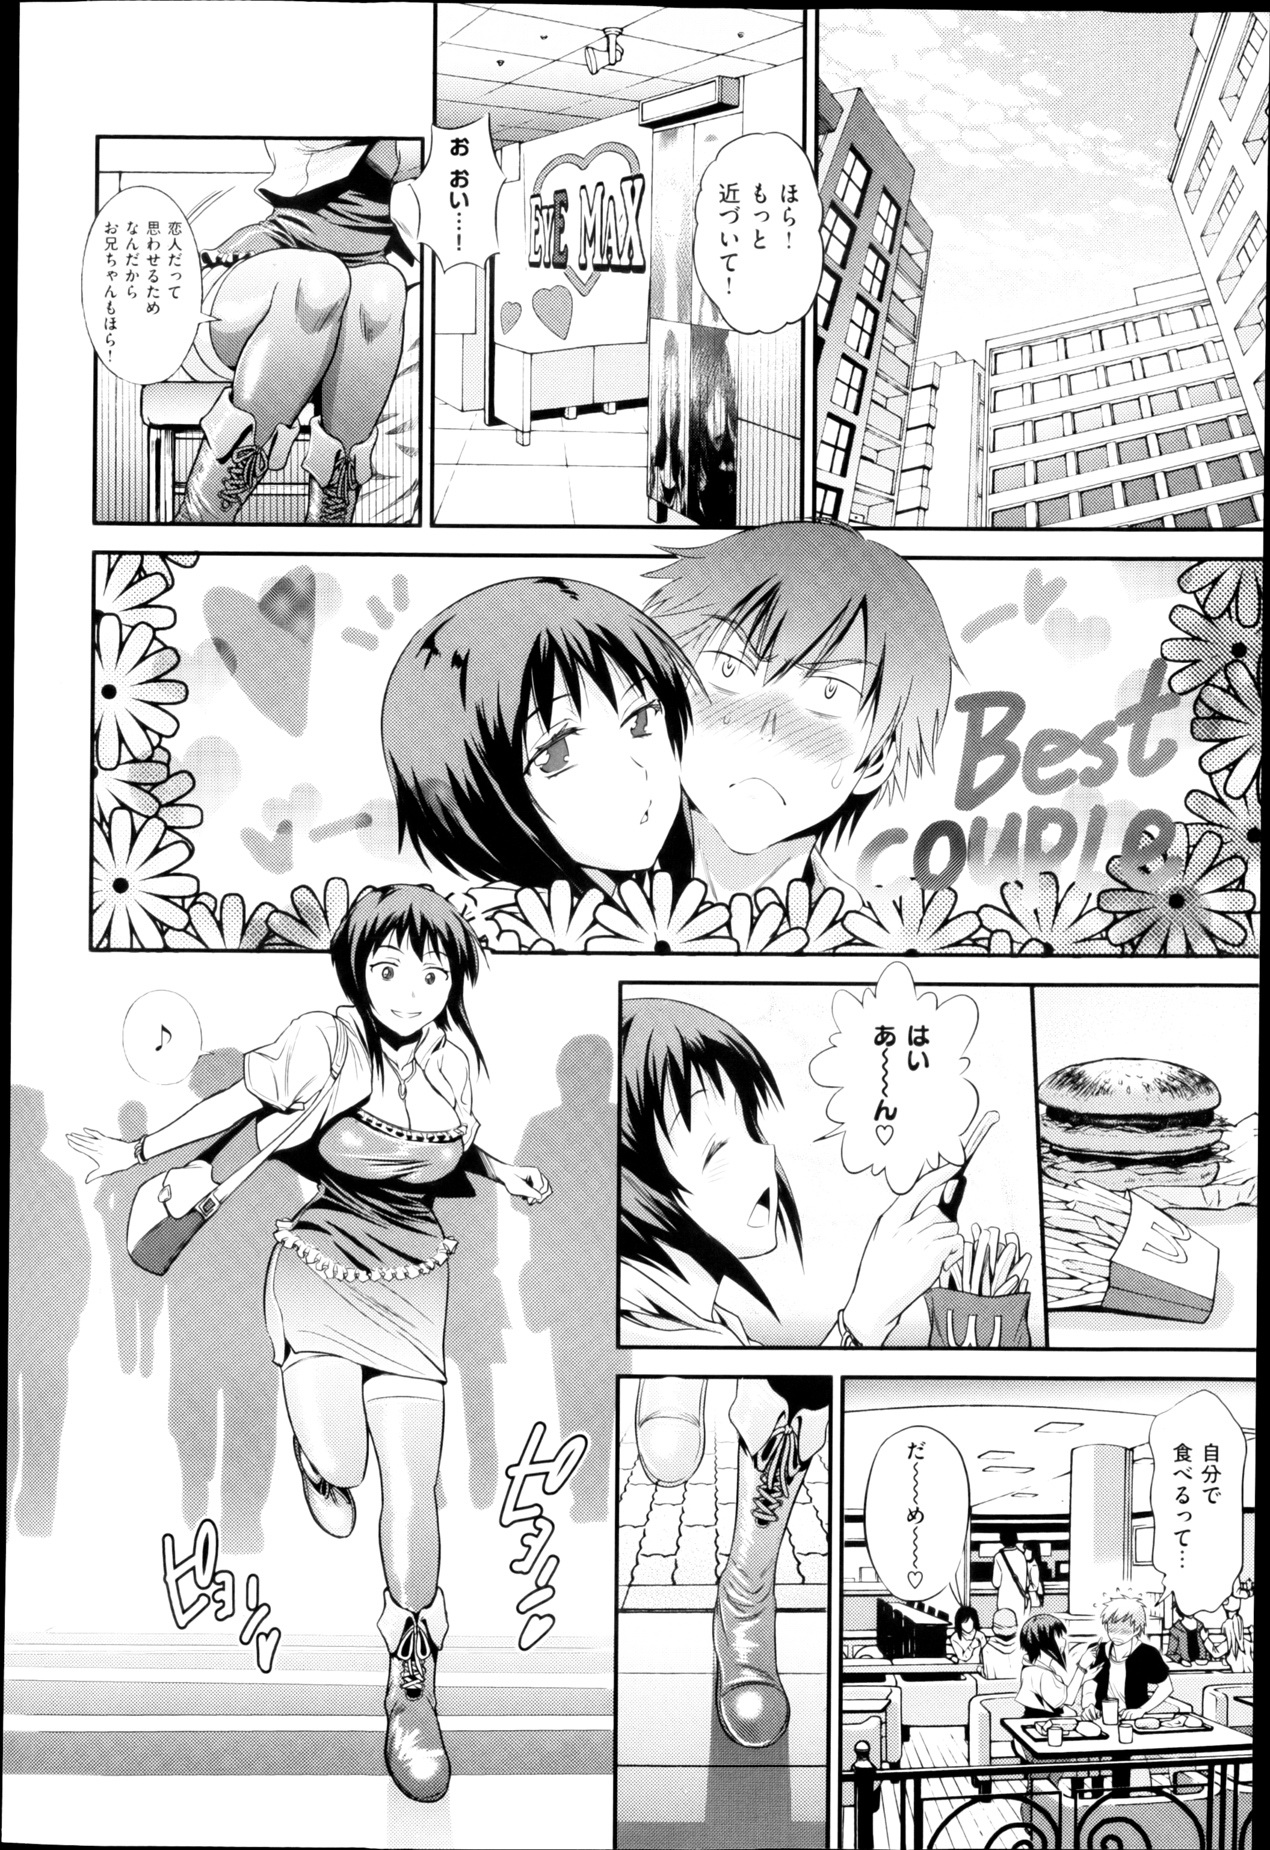 ほら！
もっと
近づいて！
お おい…！
EYE MAX
恋人だって
思わせるため
なんだから
お兄ちゃんもほら！
Best
couple
はい
あ〜〜〜ん♡
自分で
食べるって…
だ〜〜め〜〜♡
♪
ピョン♡
ピョン♡